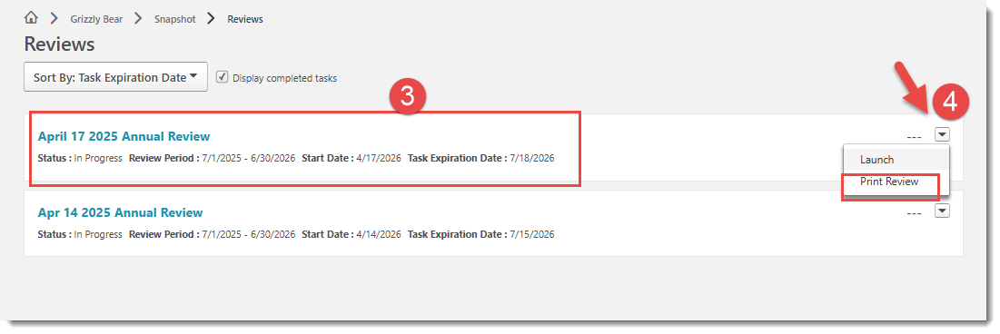 Grizzly Bear Snapshot Reviews
Reviews
Sort By: Task Expiration Date
Display completed tasks
3
4
April 17 2025 Annual Review
---
Status : In Progress Review Period : 7/1/2025 - 6/30/2026 Start Date : 4/17/2026 Task Expiration Date : 7/18/2026
Launch
Print Review
Apr 14 2025 Annual Review
---
Status : In Progress Review Period : 7/1/2025 - 6/30/2026 Start Date : 4/14/2026 Task Expiration Date : 7/15/2026